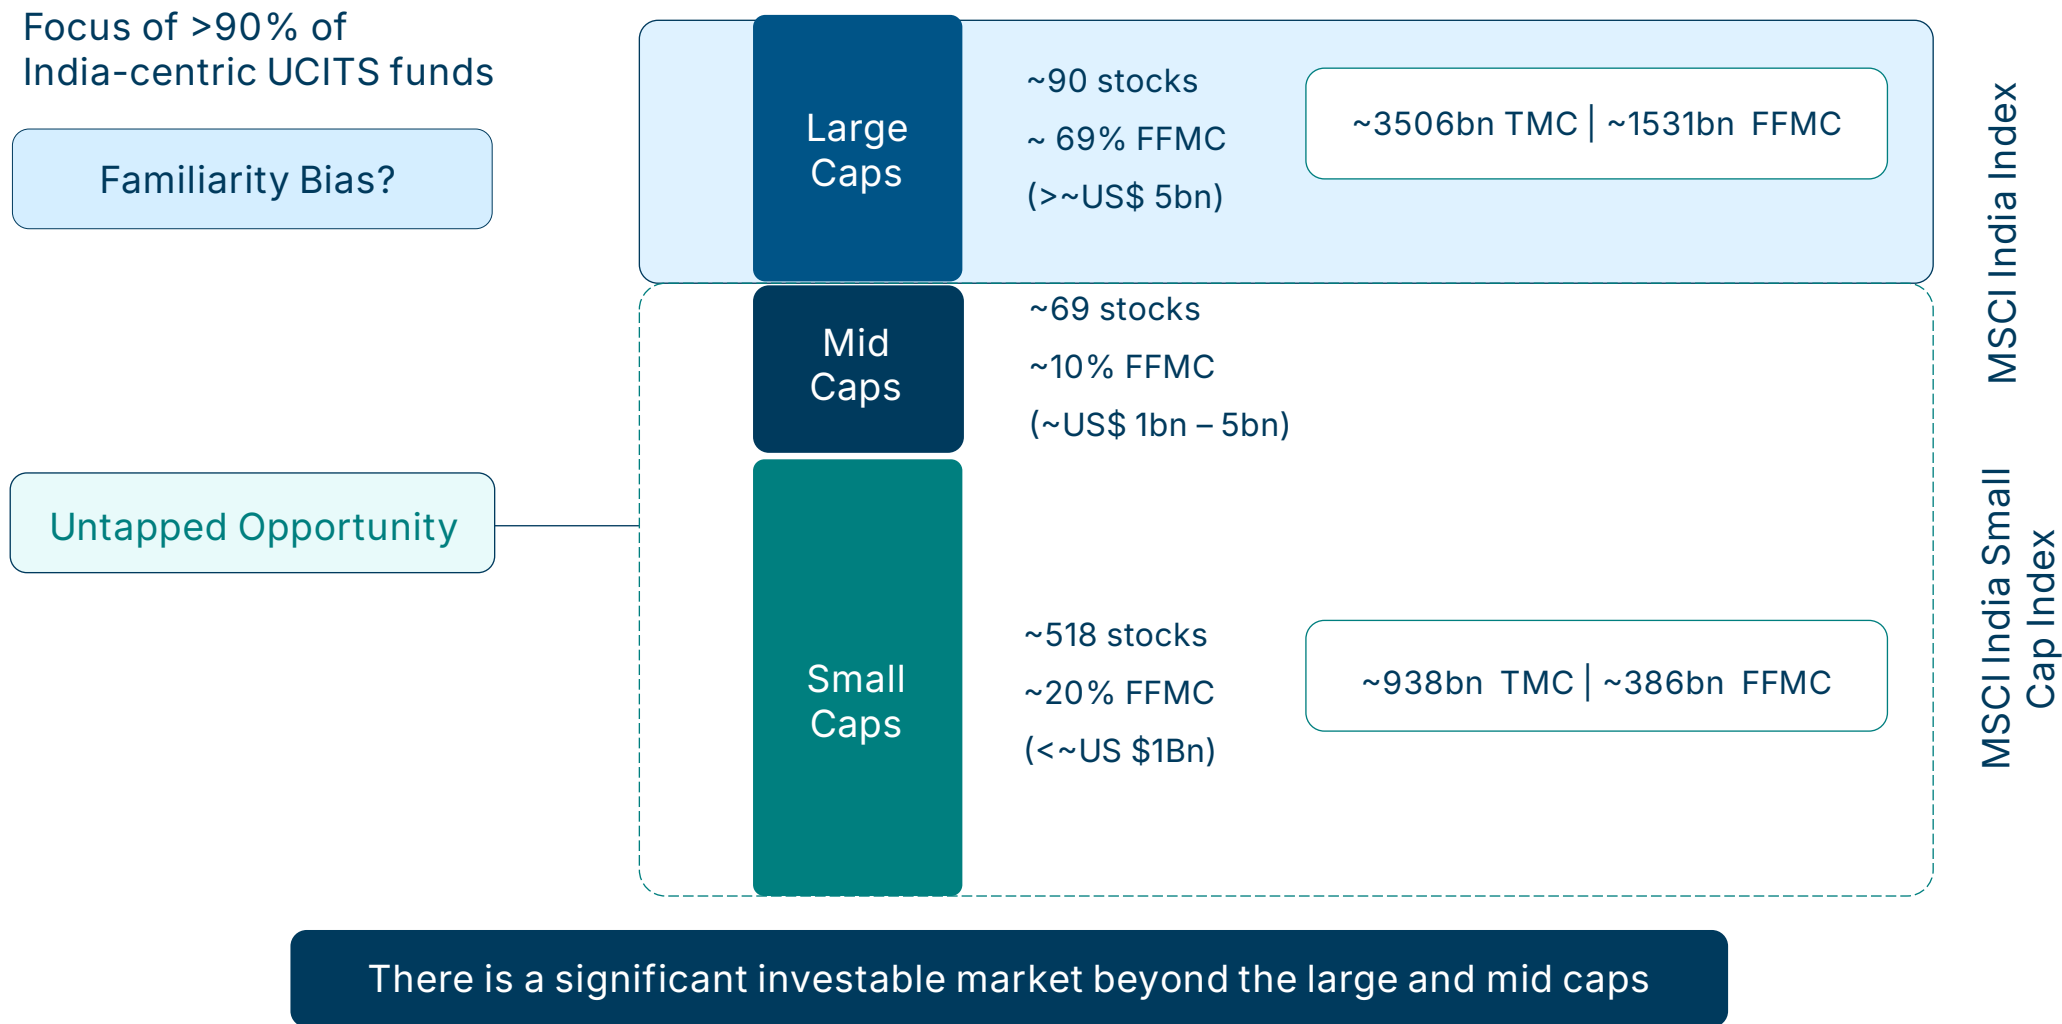 Focus of >90% of
India-centric UCITS funds
Familiarity Bias?
Large
Caps
~90 stocks
~ 69% FFMC
(>~US$ 5bn)
~3506bn TMC | ~1531bn FFMC
MSCI India Index
Mid
Caps
~69 stocks
~10% FFMC
(~US$ 1bn – 5bn)
Untapped Opportunity
Small
Caps
~518 stocks
~20% FFMC
(<~US $1Bn)
~938bn TMC | ~386bn FFMC
MSCI India Small
Cap Index
There is a significant investable market beyond the large and mid caps